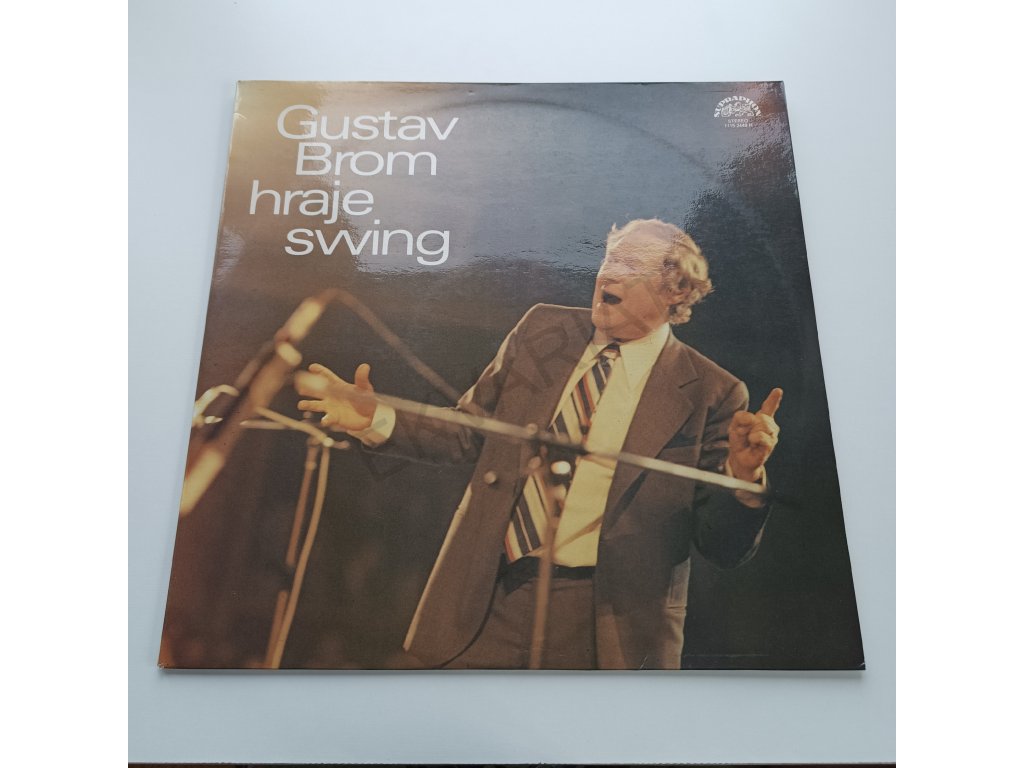 Gustav
Brom
hraje
swing
SUPRAPHON
STEREO